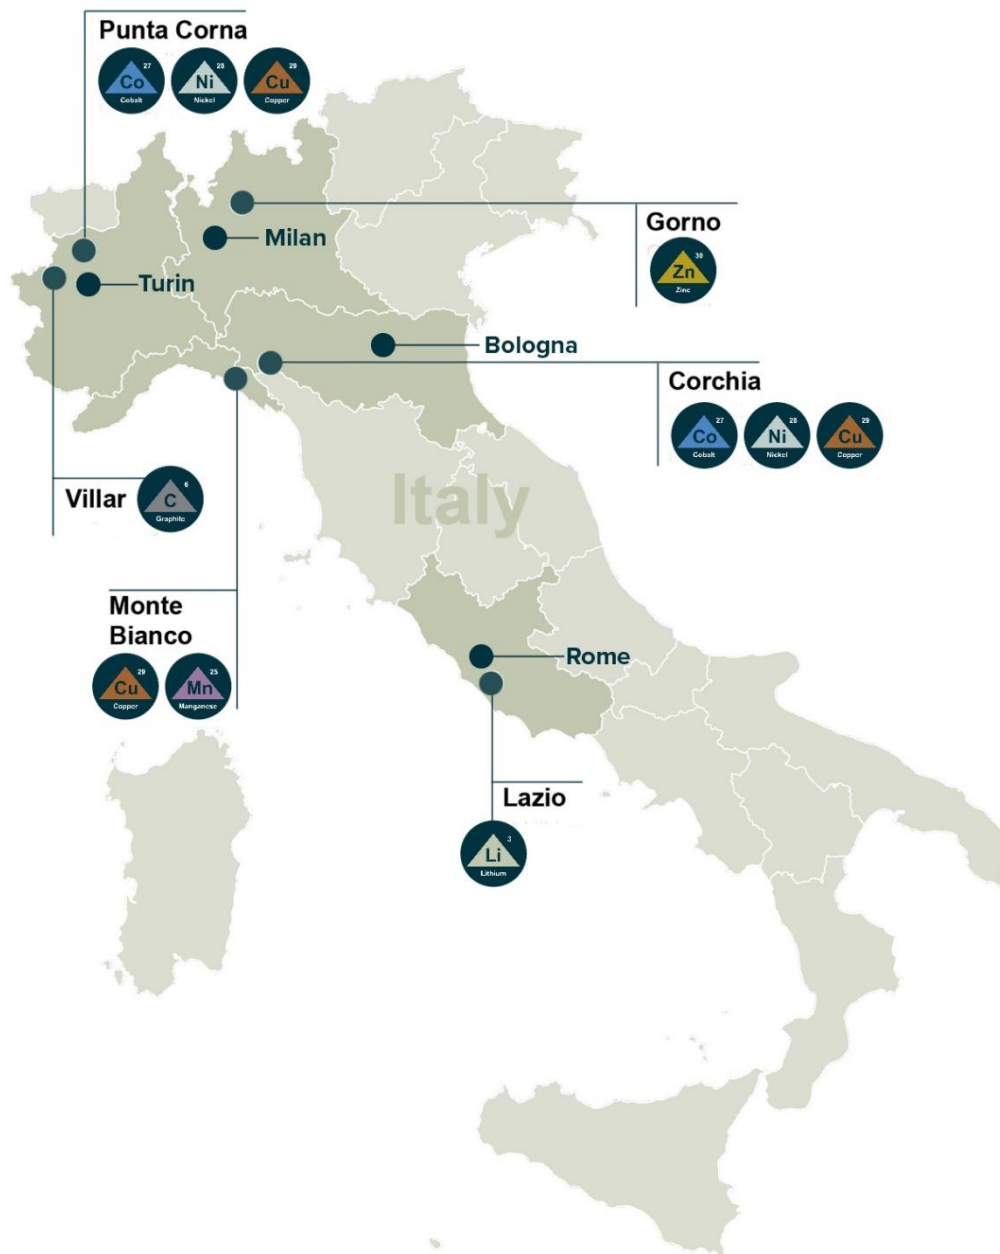 Punta Corna
27
Co
Cobalt
28
Ni
Nickel
29
Cu
Copper
Gorno
30
Zn
Zinc
Milan
Turin
Bologna
Corchia
27
Co
Cobalt
28
Ni
Nickel
29
Cu
Copper
Villar
6
C
Graphite
Italy
Monte
Bianco
29
Cu
Copper
25
Mn
Manganese
Rome
Lazio
3
Li
Lithium